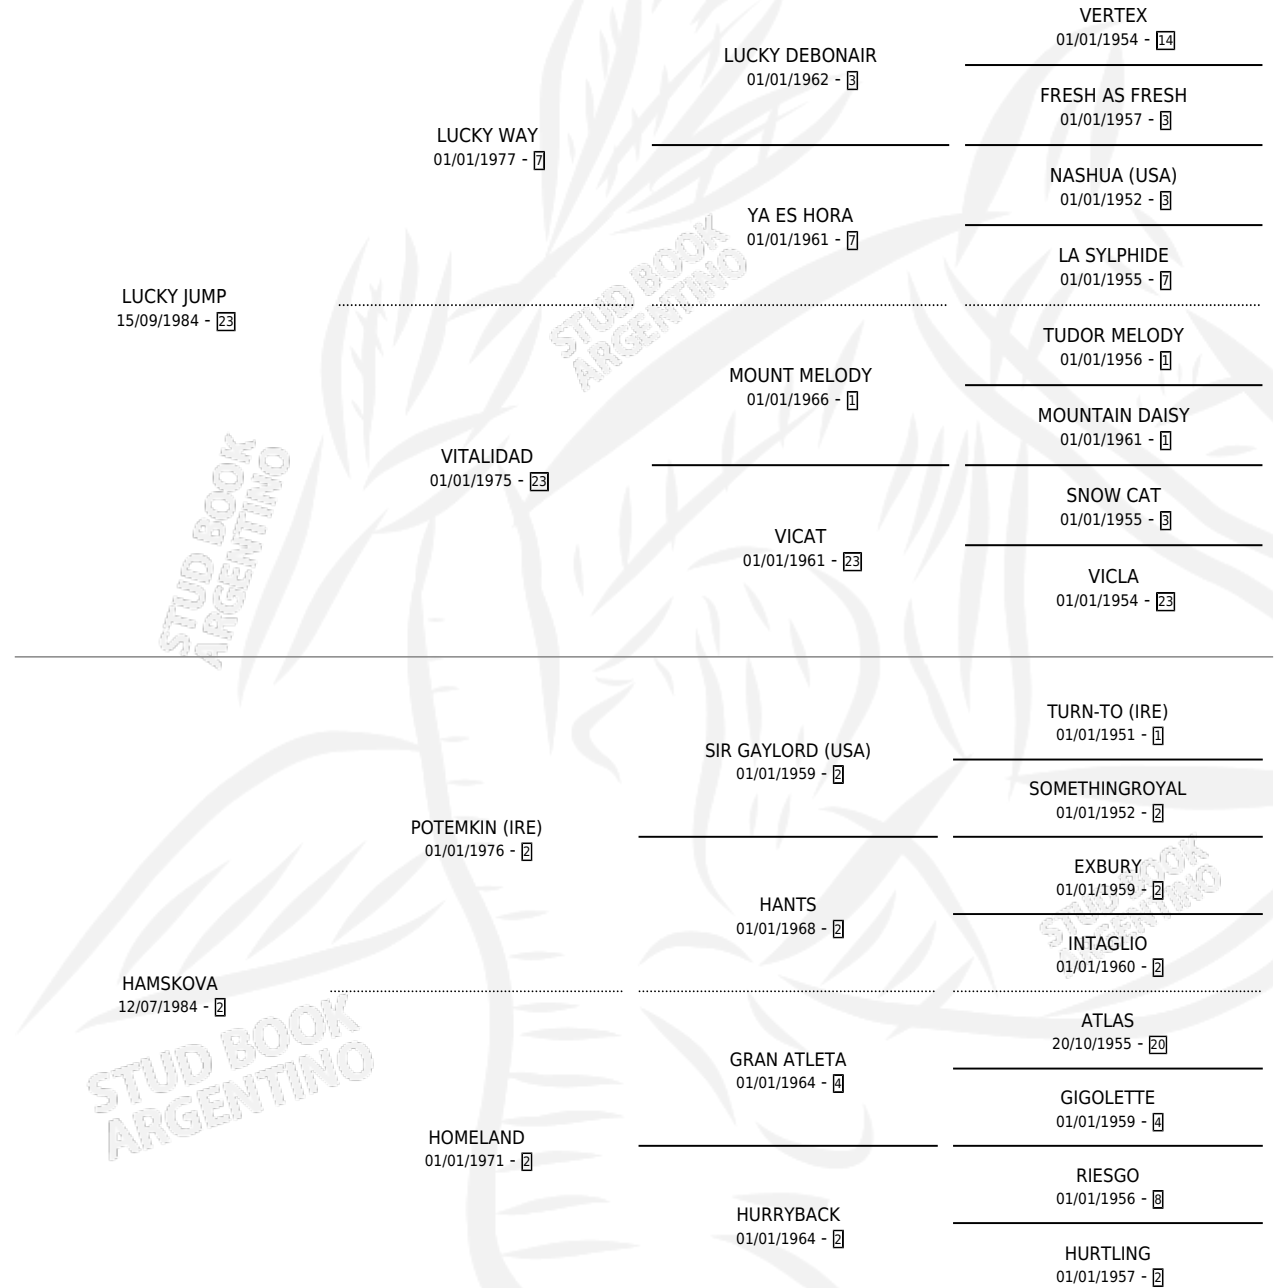 VERTEX
01/01/1954 - 14
LUCKY DEBONAIR
01/01/1962 - 3
FRESH AS FRESH
01/01/1957 - 3
LUCKY WAY
01/01/1977 - 7
NASHUA (USA)
01/01/1952 - 3
YA ES HORA
01/01/1961 - 7
LA SYLPHIDE
01/01/1955 - 7
LUCKY JUMP
15/09/1984 - 23
TUDOR MELODY
01/01/1956 - 1
MOUNT MELODY
01/01/1966 - 1
MOUNTAIN DAISY
01/01/1961 - 1
VITALIDAD
01/01/1975 - 23
SNOW CAT
01/01/1955 - 3
VICAT
01/01/1961 - 23
VICLA
01/01/1954 - 23
TURN-TO (IRE)
01/01/1951 - 1
SIR GAYLORD (USA)
01/01/1959 - 2
SOMETHINGROYAL
01/01/1952 - 2
POTEMKIN (IRE)
01/01/1976 - 2
EXBURY
01/01/1959 - 2
HANTS
01/01/1968 - 2
INTAGLIO
01/01/1960 - 2
HAMSKOVA
12/07/1984 - 2
ATLAS
20/10/1955 - 20
GRAN ATLETA
01/01/1964 - 4
GIGOLETTE
01/01/1959 - 4
HOMELAND
01/01/1971 - 2
RIESGO
01/01/1956 - 8
HURRYBACK
01/01/1964 - 2
HURTLING
01/01/1957 - 2
STUD BOOK
ARGENTINO
STUD BOOK
ARGENTINO
STUD BOOK
ARGENTINO
STUD BOOK
ARGENTINO